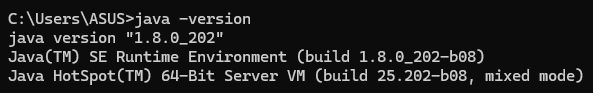 C:\Users\ASUS>java -version
java version "1.8.0_202"
Java(TM) SE Runtime Environment (build 1.8.0_202-b08)
Java HotSpot(TM) 64-Bit Server VM (build 25.202-b08, mixed mode)